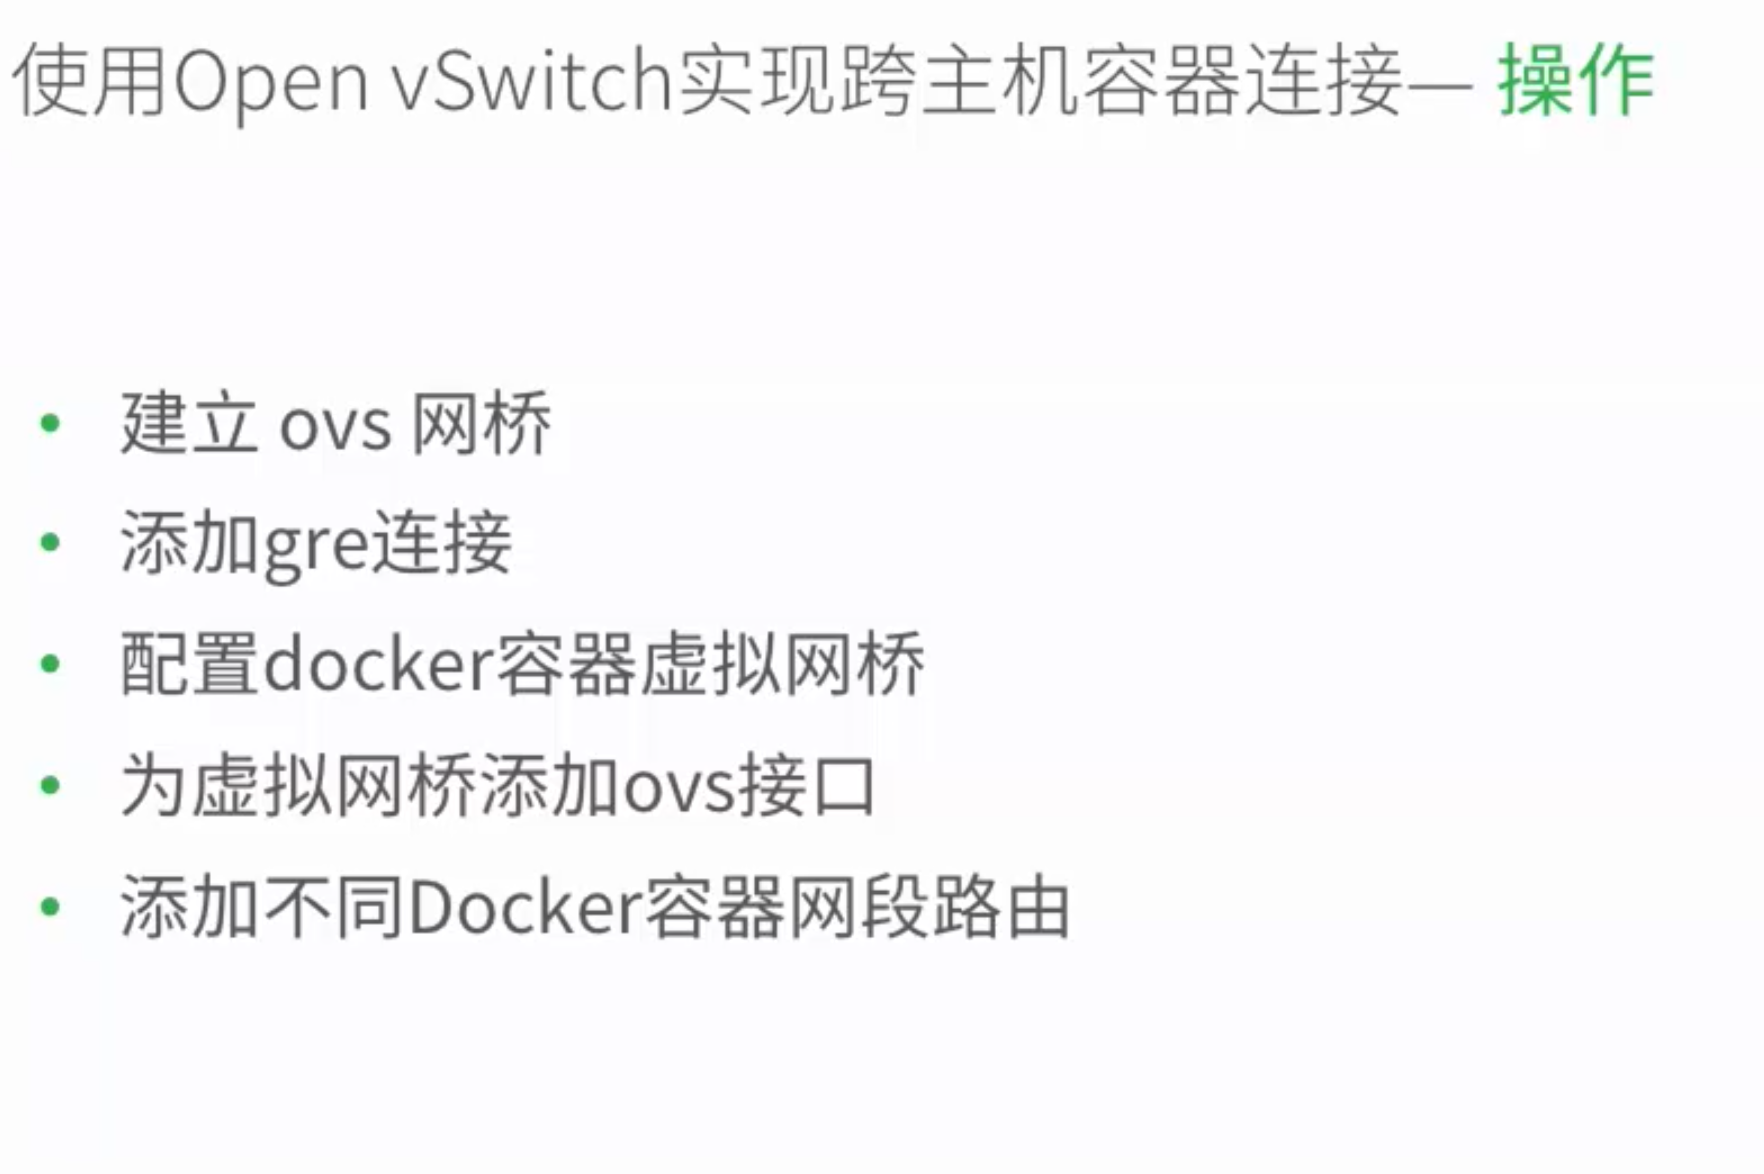 使用Open vSwitch实现跨主机容器连接— 操作
• 建立 ovs 网桥
• 添加gre连接
• 配置docker容器虚拟网桥
• 为虚拟网桥添加ovs接口
• 添加不同Docker容器网段路由